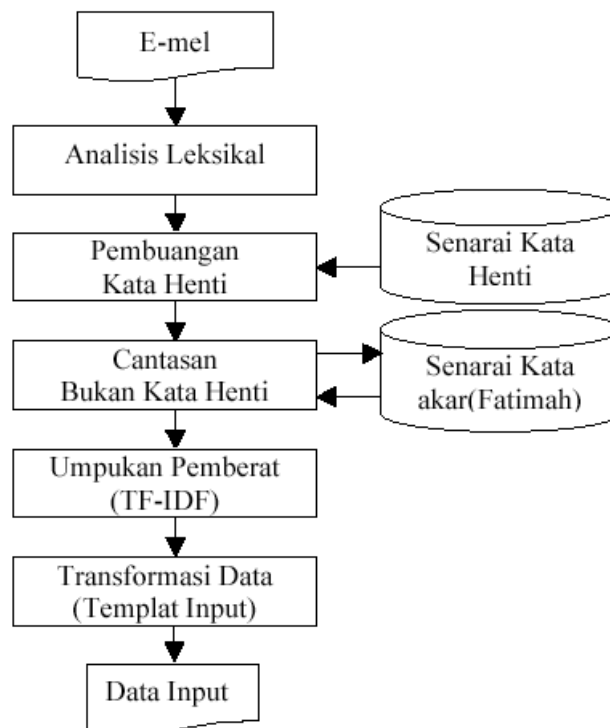 E-mel
Analisis Leksikal
Pembuangan
Kata Henti
Senarai Kata
Henti
Cantasan
Bukan Kata Henti
Senarai Kata
akar(Fatimah)
Umpukan Pemberat
(TF-IDF)
Transformasi Data
(Templat Input)
Data Input